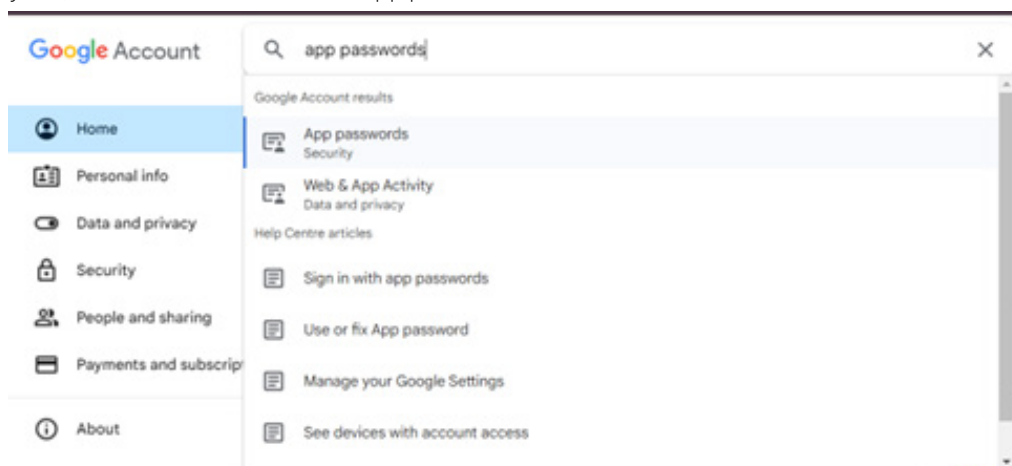 Google Account
app passwords
Google Account results
Home
App passwords
Security
Personal info
Web & App Activity
Data and privacy
Data and privacy
Help Centre articles
Security
Sign in with app passwords
People and sharing
Use or fix App password
Payments and subscrip
Manage your Google Settings
About
See devices with account access